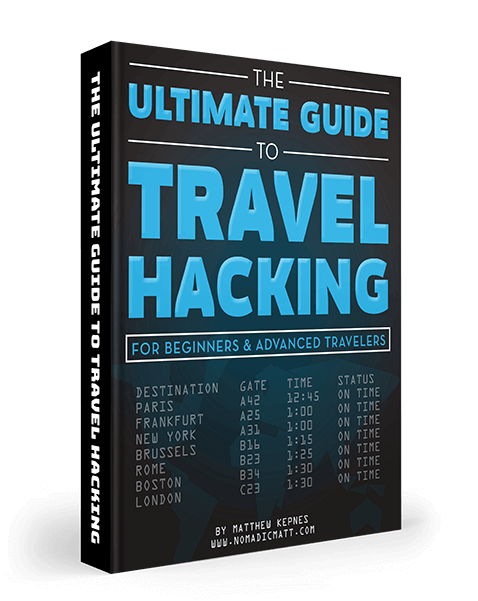 THE ULTIMATE GUIDE TO TRAVEL HACKING
THE
ULTIMATE GUIDE
TO
TRAVEL
HACKING
FOR BEGINNERS & ADVANCED TRAVELERS
DESTINATION GATE TIME STATUS
PARIS A42 12:45 ON TIME
FRANKFURT A25 1:00 ON TIME
NEW YORK A31 1:00 ON TIME
BRUSSELS B16 1:15 ON TIME
ROME B23 1:25 ON TIME
BOSTON B34 1:30 ON TIME
LONDON C23 1:30 ON TIME
BY MATTHEW KEPNES
WWW.NOMADICMATT.COM